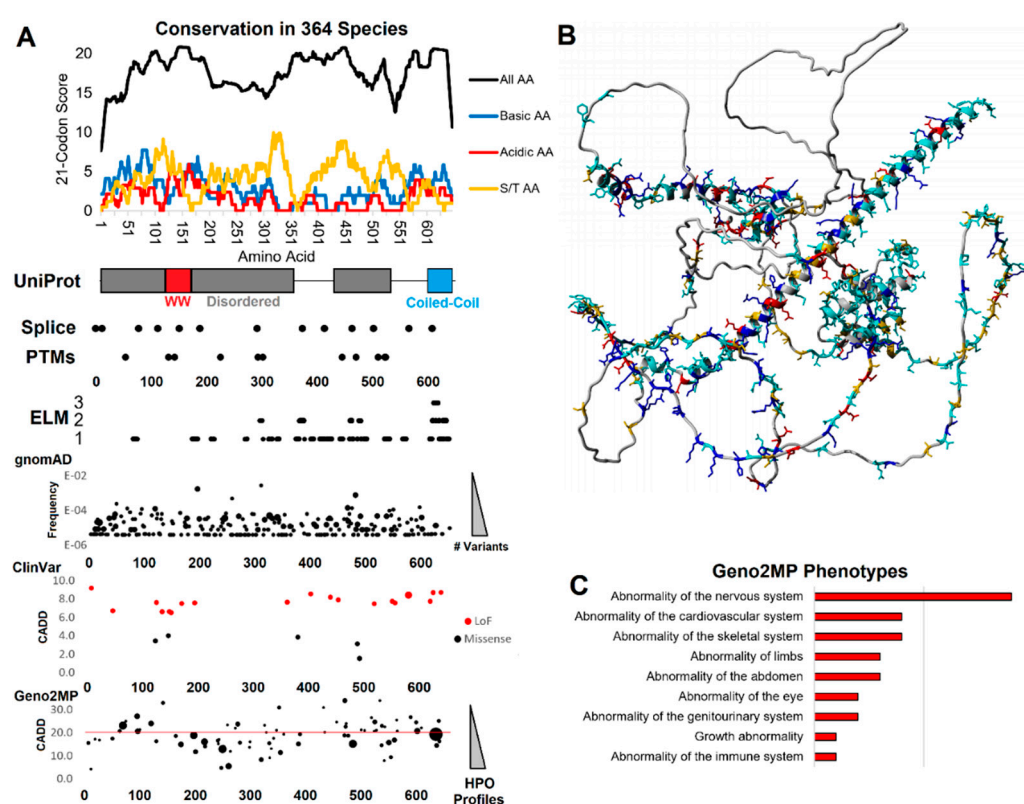 A
Conservation in 364 Species
21-Codon Score
20
15
10
5
0
All AA
Basic AA
Acidic AA
S/T AA
1 51 101 151 201 241 291 341 401 451 501 551 601
Amino Acid
UniProt
WW Disordered Coiled-Coil
Splice
PTMs
0 100 200 300 400 500 600
ELM
3
2
1
gnomAD
Frequency
E-02
E-04
E-06
# Variants
0 100 200 300 400 500 600
ClinVar
CADD
10.0
8.0
6.0
4.0
2.0
0.0
LoF
Missense
0 100 200 300 400 500 600
Geno2MP
CADD
30.0
20.0
10.0
0.0
HPO
Profiles
0 100 200 300 400 500 600
B
C
Geno2MP Phenotypes
Abnormality of the nervous system
Abnormality of the cardiovascular system
Abnormality of the skeletal system
Abnormality of limbs
Abnormality of the abdomen
Abnormality of the eye
Abnormality of the genitourinary system
Growth abnormality
Abnormality of the immune system